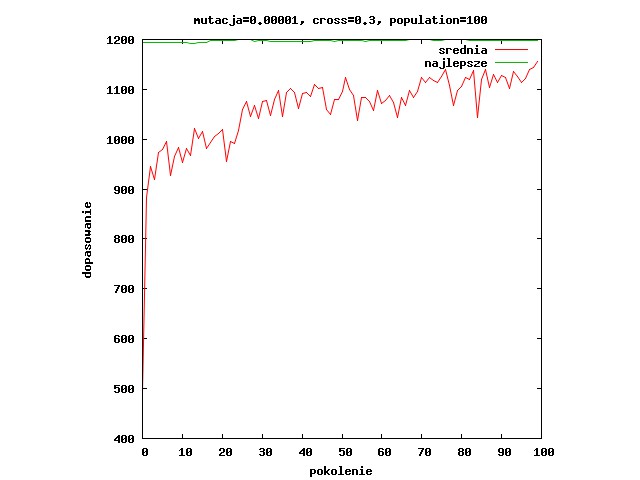 mutacja=0.00001, cross=0.3, population=100
1200
srednia
najlepsze
1100
1000
900
800
700
600
500
400
dopasowanie
0 10 20 30 40 50 60 70 80 90 100
pokolenie